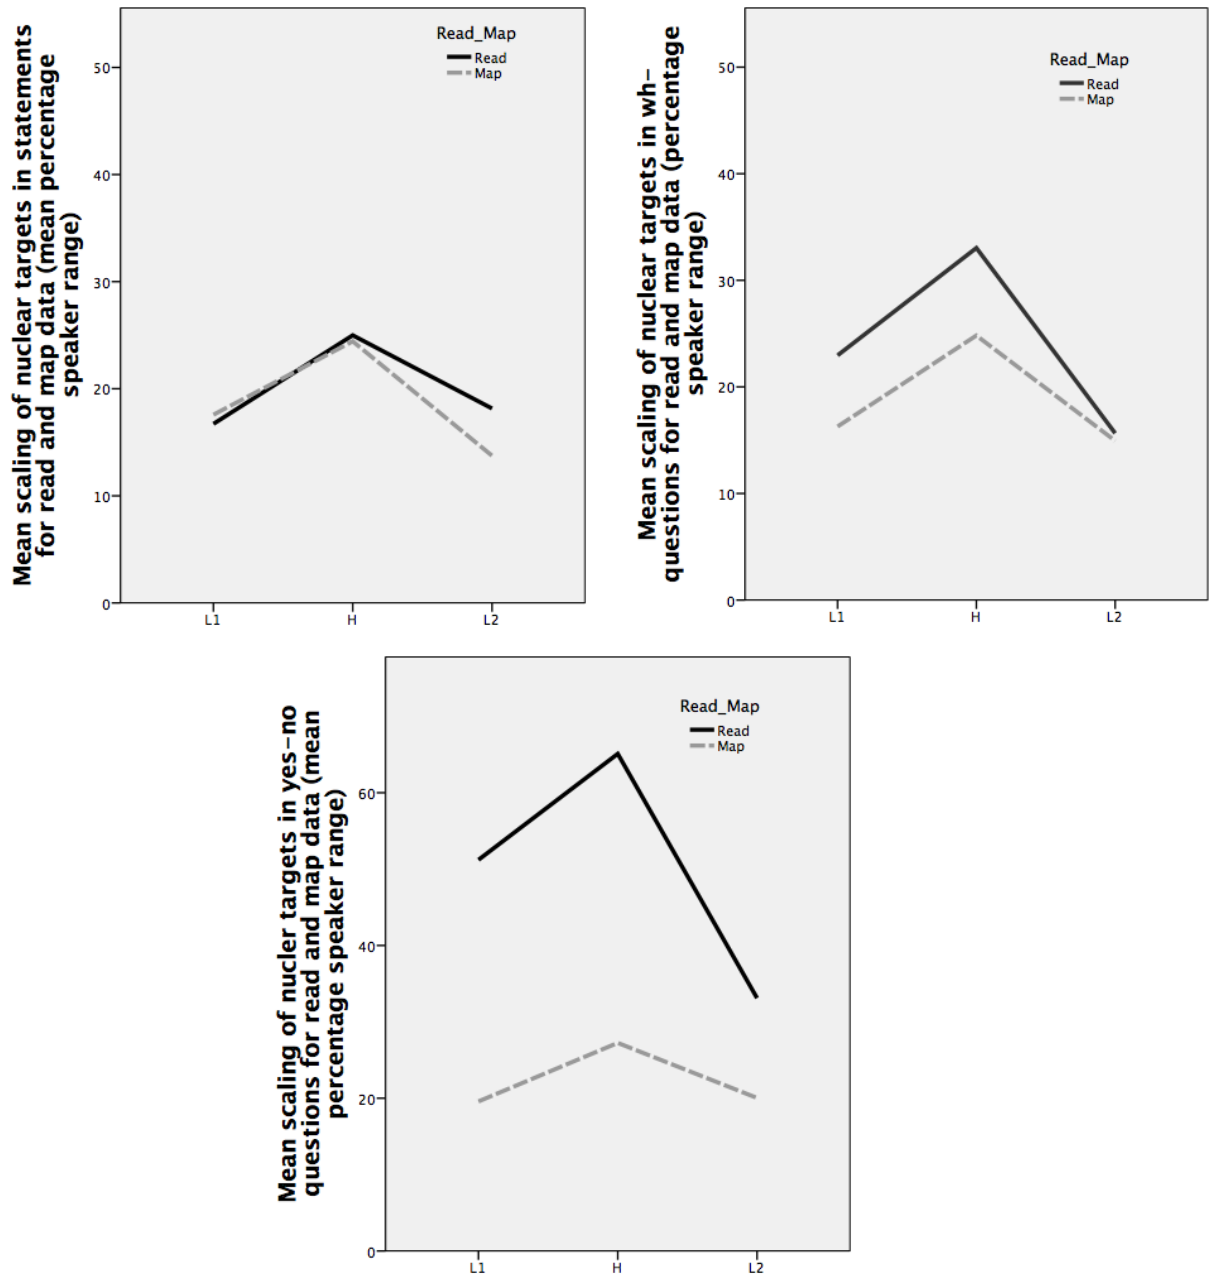 Mean scaling of nuclear targets in statements
for read and map data (mean percentage
speaker range)
Read_Map
Read
Map
50
40
30
20
10
0
L1 H L2
Mean scaling of nuclear targets in wh-
questions for read and map data (percentage
speaker range)
Read_Map
Read
Map
50
40
30
20
10
0
L1 H L2
Mean scaling of nucler targets in yes-no
questions for read and map data (mean
percentage speaker range)
Read_Map
Read
Map
60
40
20
0
L1 H L2